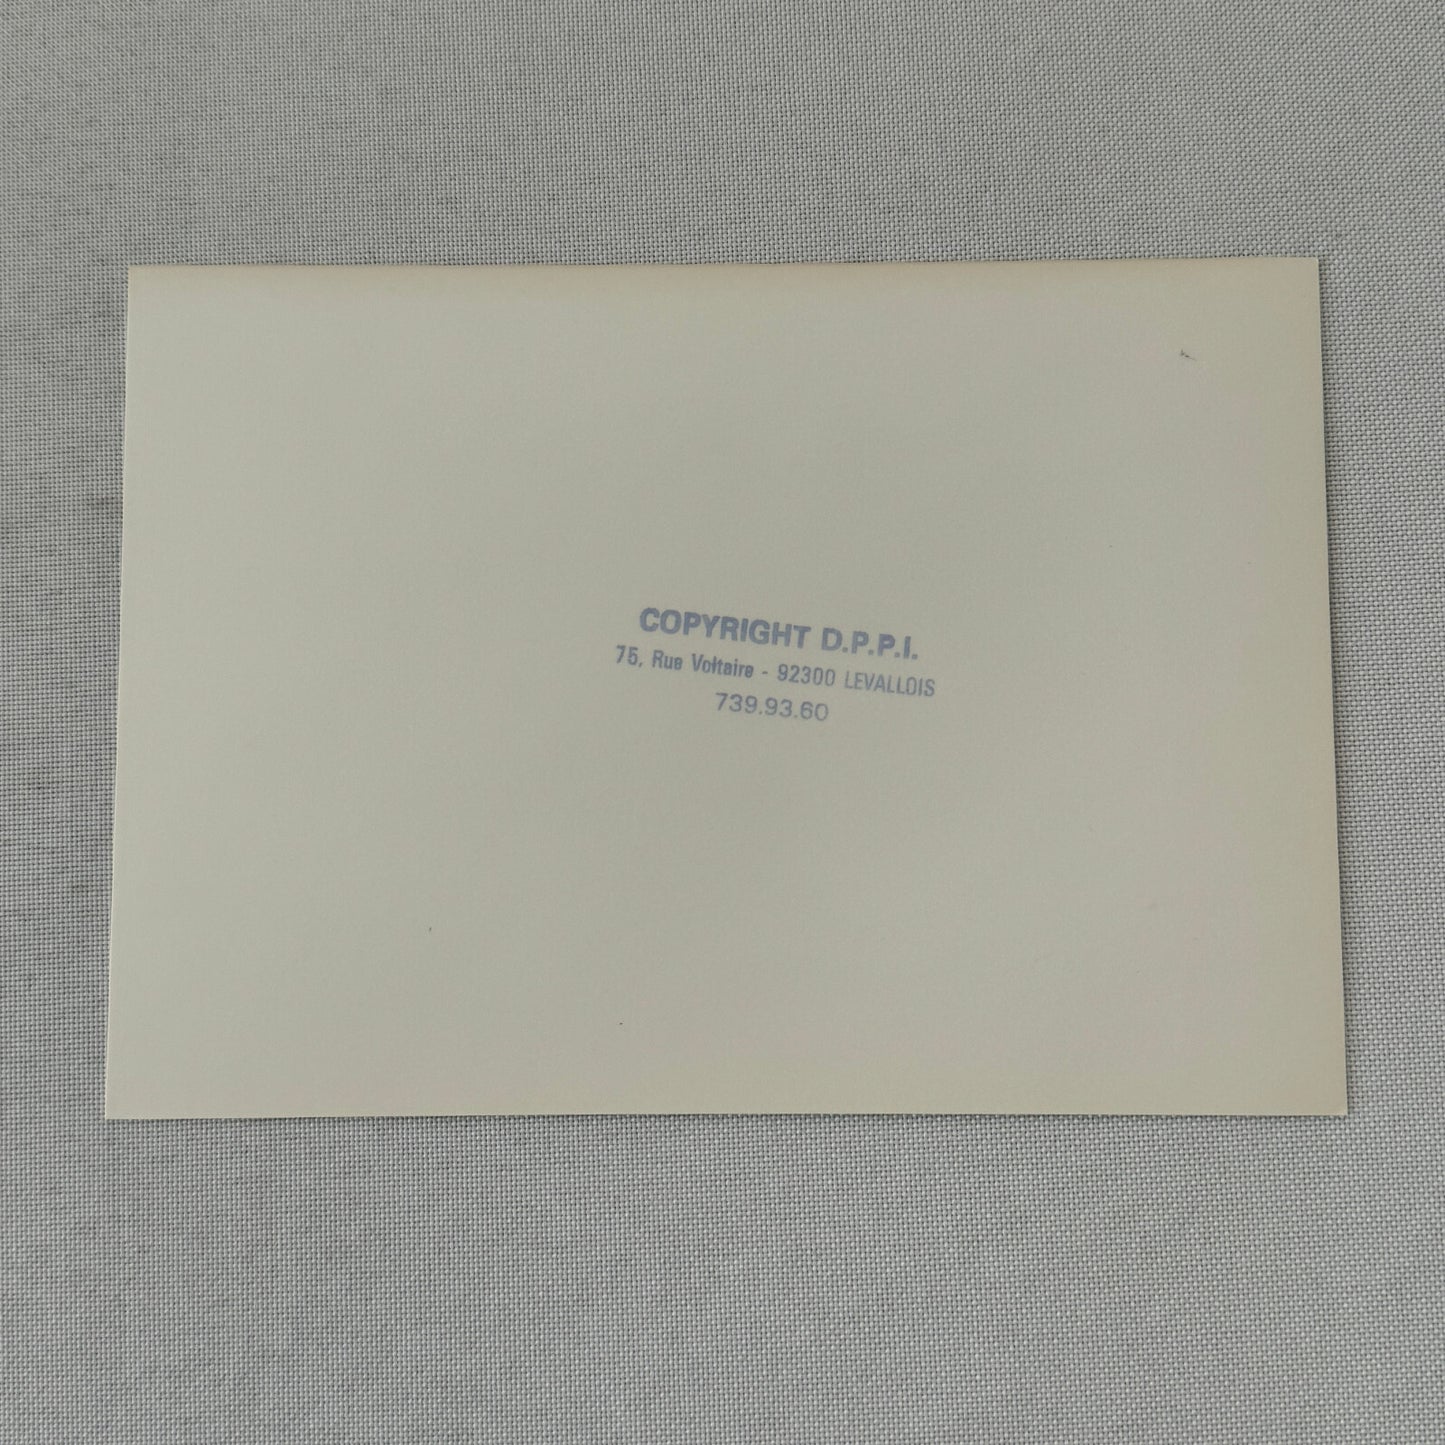 COPYRIGHT D.P.P.I.
75, Rue Voltaire - 92300 LEVALLOIS
739.93.60